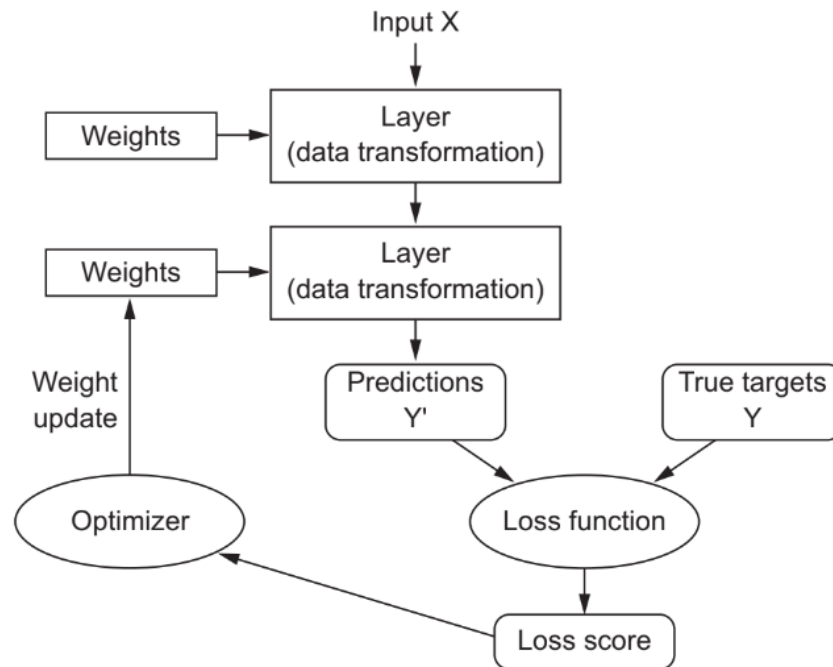 Input X
Weights
Layer
(data transformation)
Weights
Layer
(data transformation)
Weight
update
Predictions
Y'
True targets
Y
Optimizer
Loss function
Loss score